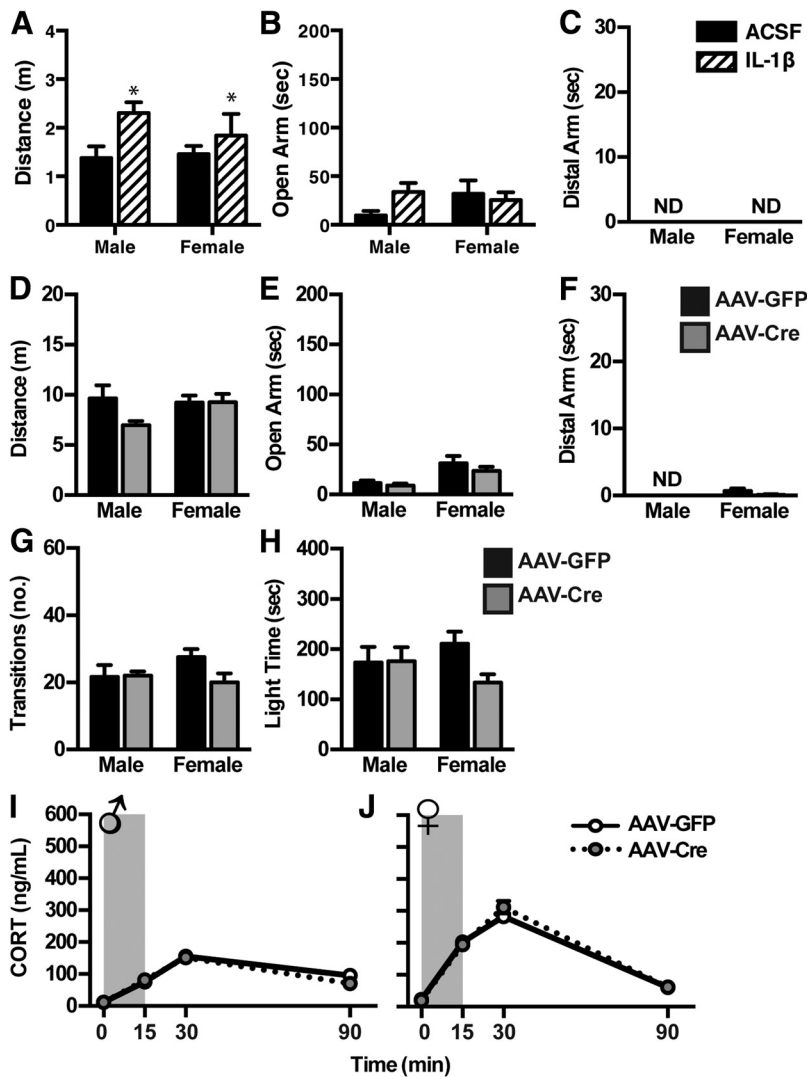 A
B
C
ACSF
IL-1β
Distance (m)
4
3
2
1
0
* *
Male Female
Open Arm (sec)
200
150
100
50
0
Male Female
Distal Arm (sec)
30
20
10
0
ND ND
Male Female
D
E
F
AAV-GFP
AAV-Cre
Distance (m)
20
15
10
5
0
Male Female
Open Arm (sec)
200
150
100
50
0
Male Female
Distal Arm (sec)
30
20
10
0
ND
Male Female
G
H
AAV-GFP
AAV-Cre
Transitions (no.)
60
40
20
0
Male Female
Light Time (sec)
400
300
200
100
0
Male Female
I
J
AAV-GFP
AAV-Cre
CORT (ng/mL)
600
500
400
300
200
100
0
0 15 30 90
0 15 30 90
Time (min)